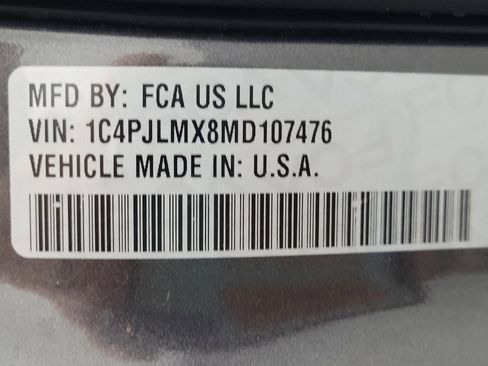 MFD BY: FCA US LLC
VIN: 1C4PJLMX8MD107476
VEHICLE MADE IN: U.S.A.